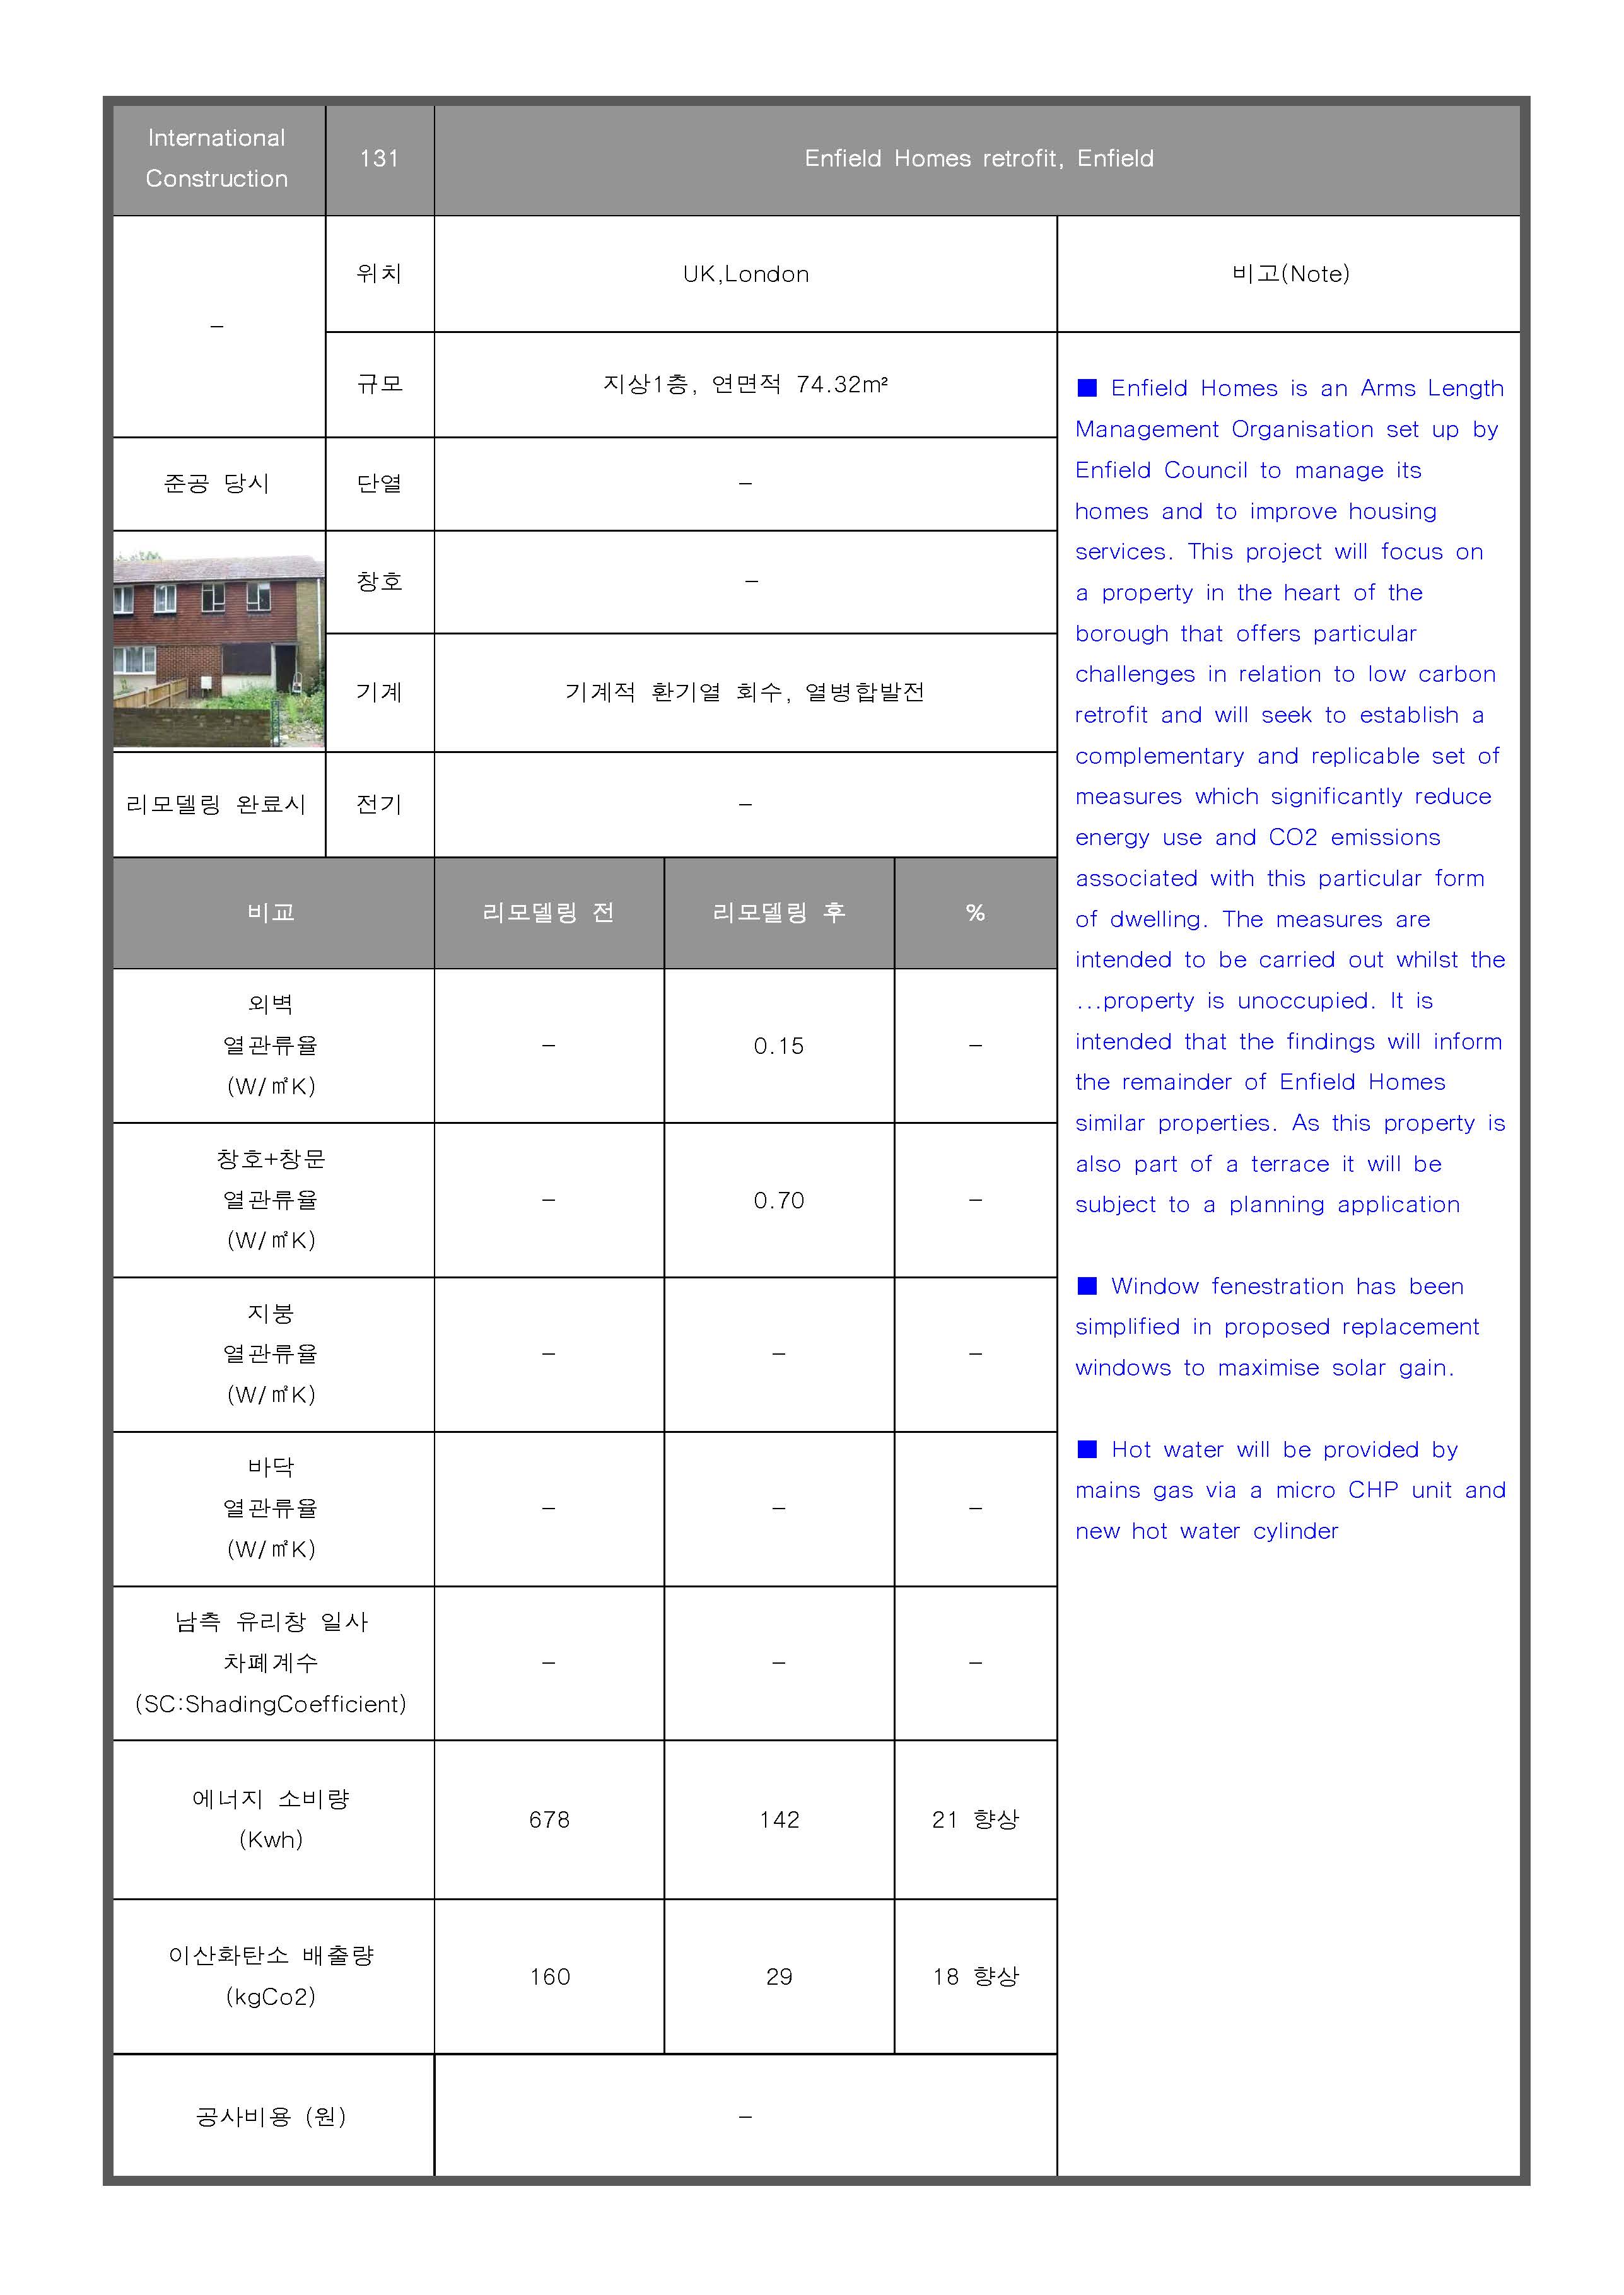 International
Construction
131
Enfield Homes retrofit, Enfield
–
위치
UK,London
비고(Note)
규모
지상1층, 연면적 74.32m²
준공 당시
단열
–
창호
–
기계
기계적 환기열 회수, 열병합발전
리모델링 완료시
전기
–
비교
리모델링 전
리모델링 후
%
외벽
열관류율
(W/㎡K)
–
0.15
–
창호+창문
열관류율
(W/㎡K)
–
0.70
–
지붕
열관류율
(W/㎡K)
–
–
–
바닥
열관류율
(W/㎡K)
–
–
–
남측 유리창 일사
차폐계수
(SC:ShadingCoefficient)
–
–
–
에너지 소비량
(Kwh)
678
142
21 향상
이산화탄소 배출량
(kgCo2)
160
29
18 향상
공사비용 (원)
–
■ Enfield Homes is an Arms Length
Management Organisation set up by
Enfield Council to manage its
homes and to improve housing
services. This project will focus on
a property in the heart of the
borough that offers particular
challenges in relation to low carbon
retrofit and will seek to establish a
complementary and replicable set of
measures which significantly reduce
energy use and CO2 emissions
associated with this particular form
of dwelling. The measures are
intended to be carried out whilst the
...property is unoccupied. It is
intended that the findings will inform
the remainder of Enfield Homes
similar properties. As this property is
also part of a terrace it will be
subject to a planning application
■ Window fenestration has been
simplified in proposed replacement
windows to maximise solar gain.
■ Hot water will be provided by
mains gas via a micro CHP unit and
new hot water cylinder